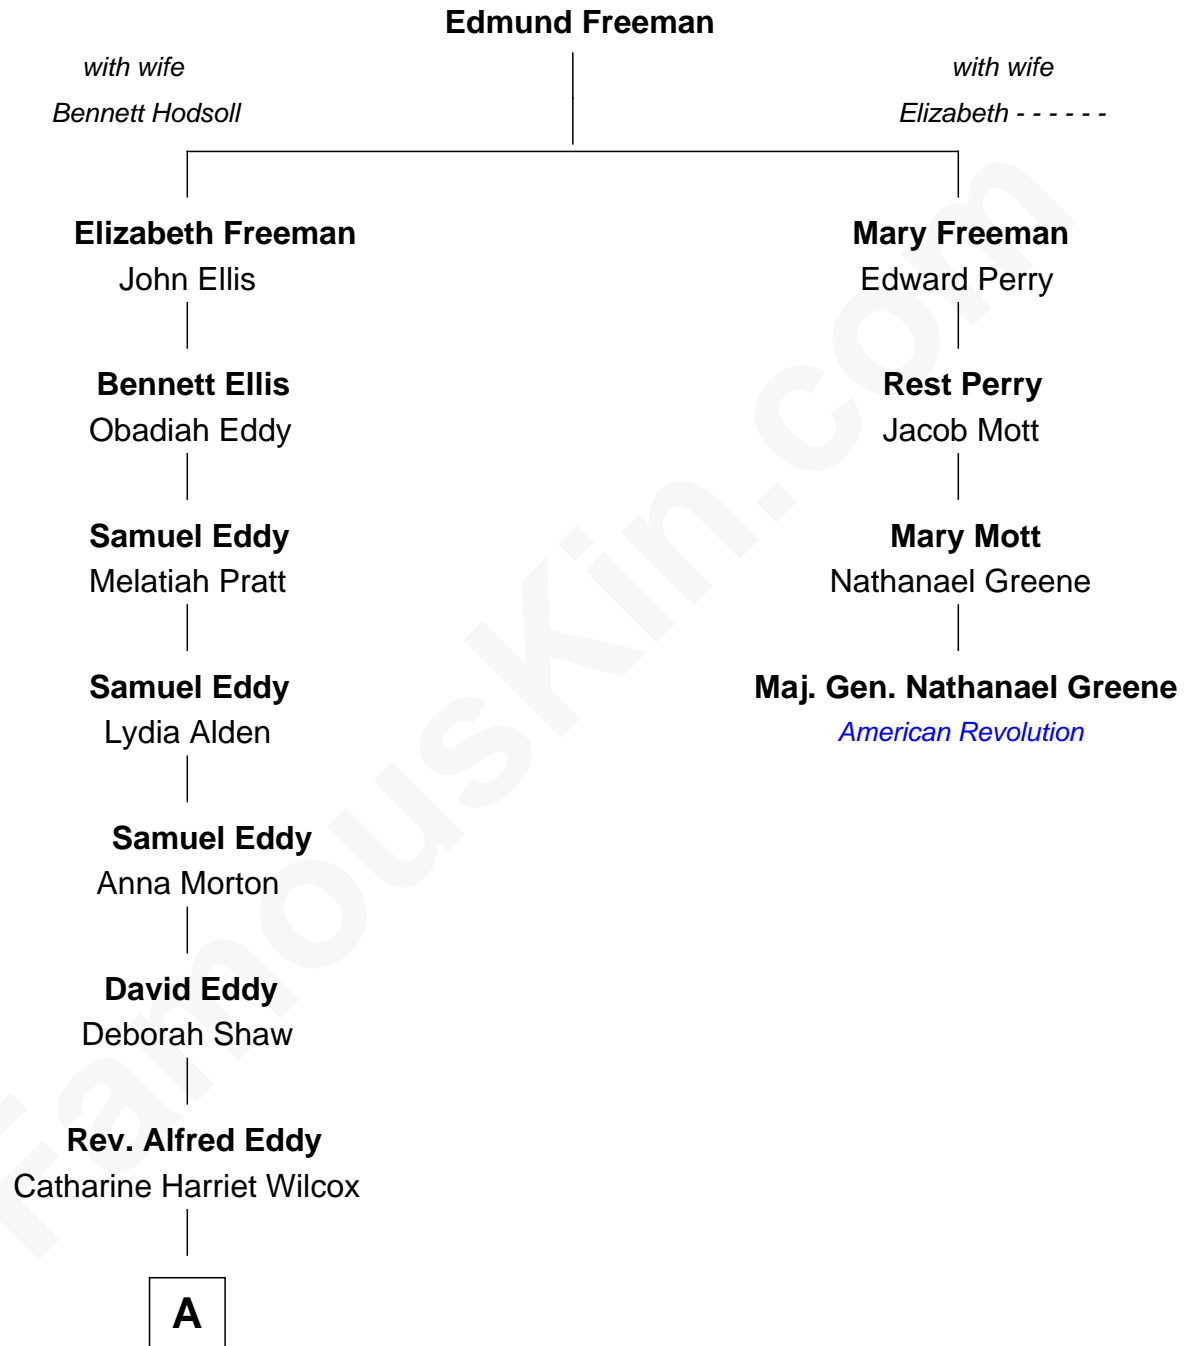 Edmund Freeman
with wife
Bennett Hodsoll
with wife
Elizabeth - - - - - -
Elizabeth Freeman
John Ellis
Mary Freeman
Edward Perry
Bennett Ellis
Obadiah Eddy
Rest Perry
Jacob Mott
Samuel Eddy
Melatiah Pratt
Mary Mott
Nathanael Greene
Samuel Eddy
Lydia Alden
Maj. Gen. Nathanael Greene
American Revolution
Samuel Eddy
Anna Morton
David Eddy
Deborah Shaw
Rev. Alfred Eddy
Catharine Harriet Wilcox
A
FamousKin.com